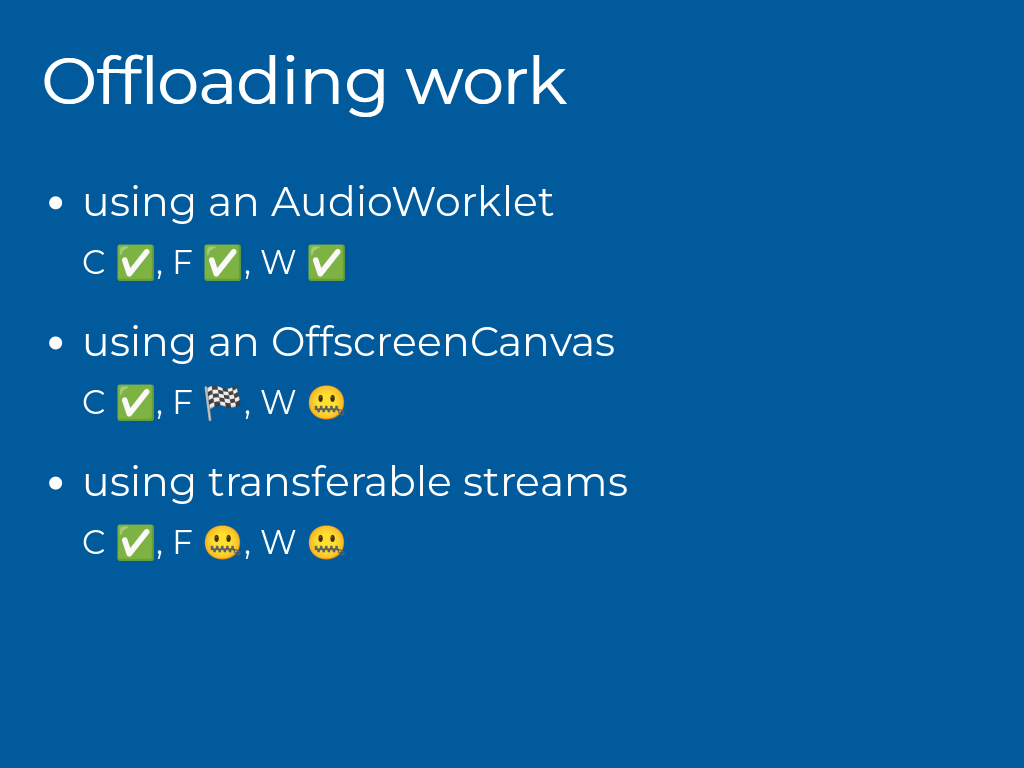 Offloading work
• using an AudioWorklet
C ✅, F ✅, W ✅
• using an OffscreenCanvas
C ✅, F 🏁, W 🤐
• using transferable streams
C ✅, F 🤐, W 🤐